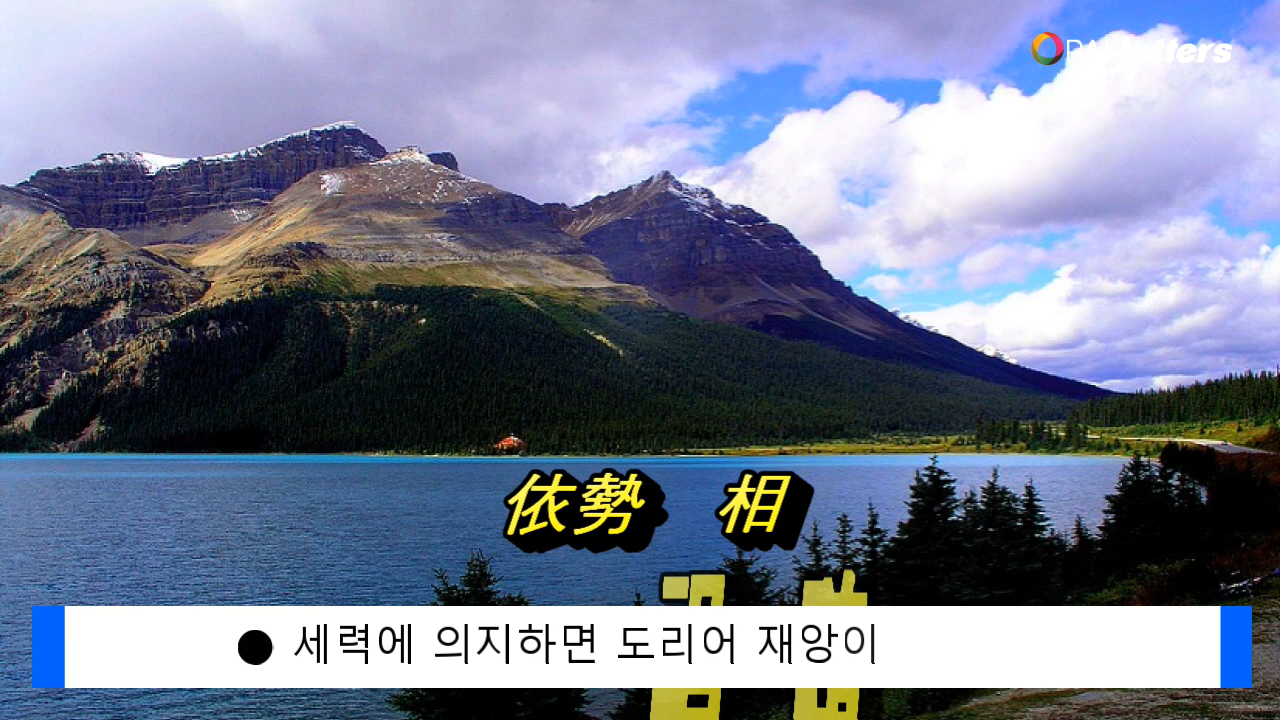 依勢 相
● 세력에 의지하면 도리어 재앙이